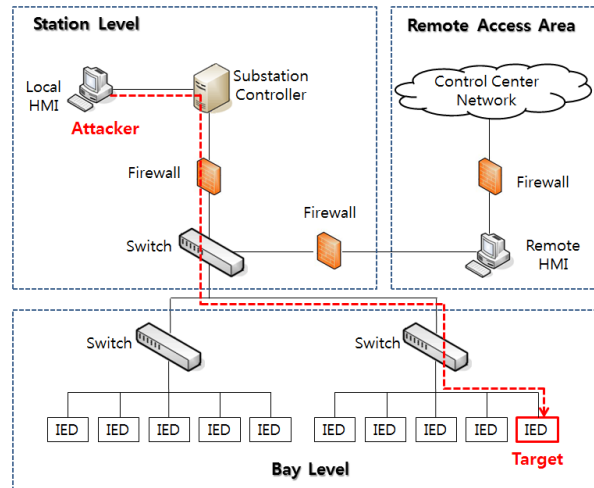 Station Level
Remote Access Area
Local
HMI
Attacker
Substation
Controller
Control Center
Network
Firewall
Firewall
Firewall
Switch
Remote
HMI
Switch
Switch
IED
IED
IED
IED
IED
IED
IED
IED
IED
IED
Target
Bay Level